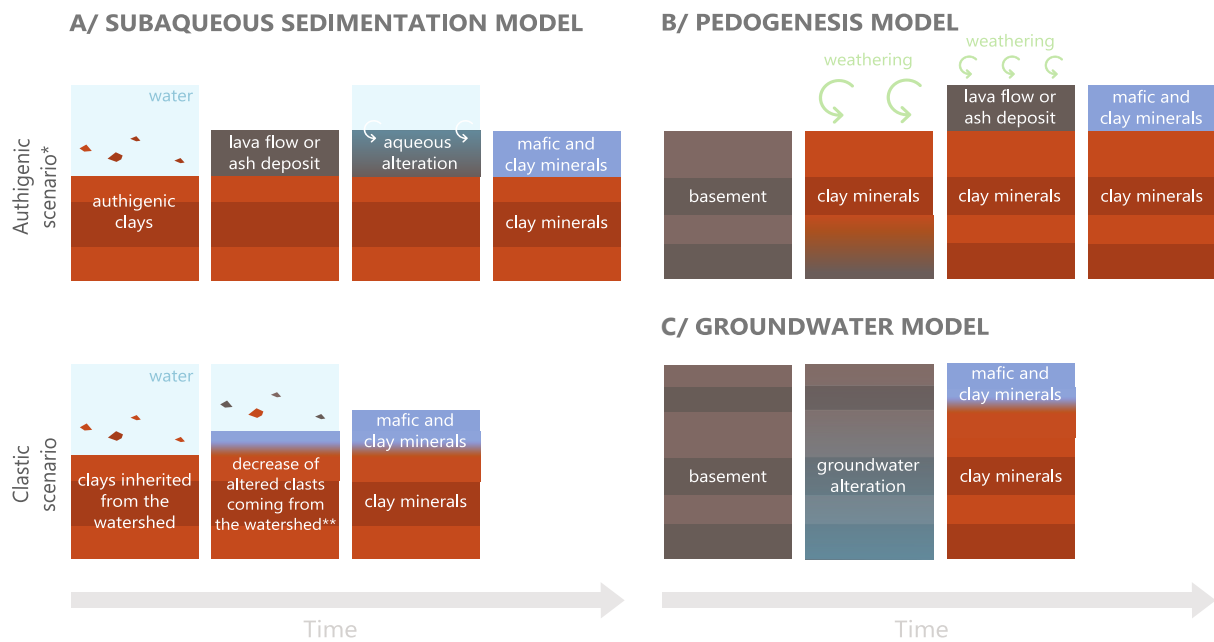 A/ SUBAQUEOUS SEDIMENTATION MODEL
Authigenic
scenario*
water
authigenic
clays
lava flow or
ash deposit
aqueous
alteration
mafic and
clay minerals
clay minerals
Clastic
scenario
water
clays inherited
from the
watershed
decrease of
altered clasts
coming from
the watershed**
mafic and
clay minerals
clay minerals
Time
B/ PEDOGENESIS MODEL
basement
weathering
clay minerals
weathering
lava flow or
ash deposit
clay minerals
mafic and
clay minerals
clay minerals
C/ GROUNDWATER MODEL
basement
groundwater
alteration
mafic and
clay minerals
clay minerals
Time